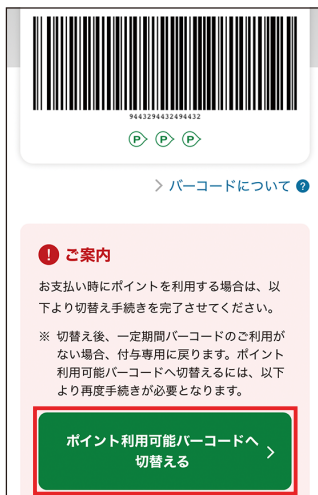 9443294432494432
P P P
バーコードについて ?
! ご案内
お支払い時にポイントを利用する場合は、以
下より切替え手続きを完了させてください。
※ 切替え後、一定期間バーコードのご利用が
ない場合、付与専用に戻ります。ポイント
利用可能バーコードへ切替えるには、以下
より再度手続きが必要となります。
ポイント利用可能バーコードへ
切替える